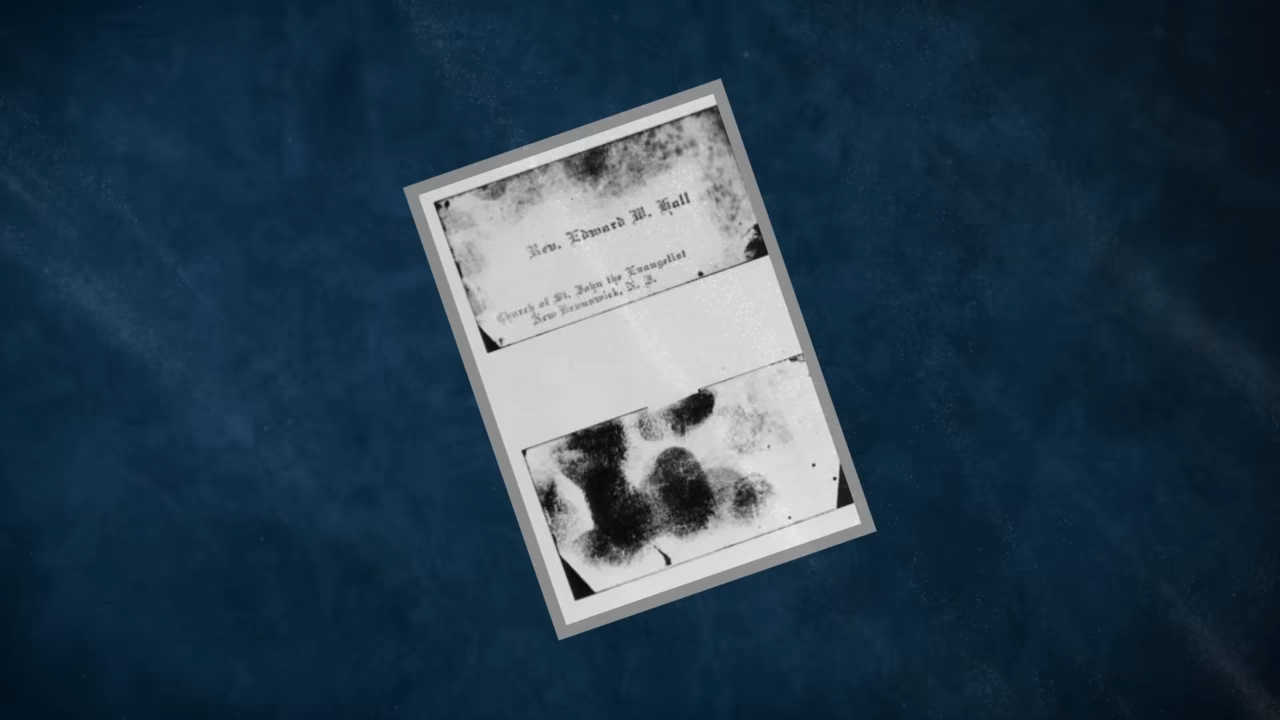 Rev. Edward W. Hall
Church of St. John the Evangelist
New Brunswick, N. J.